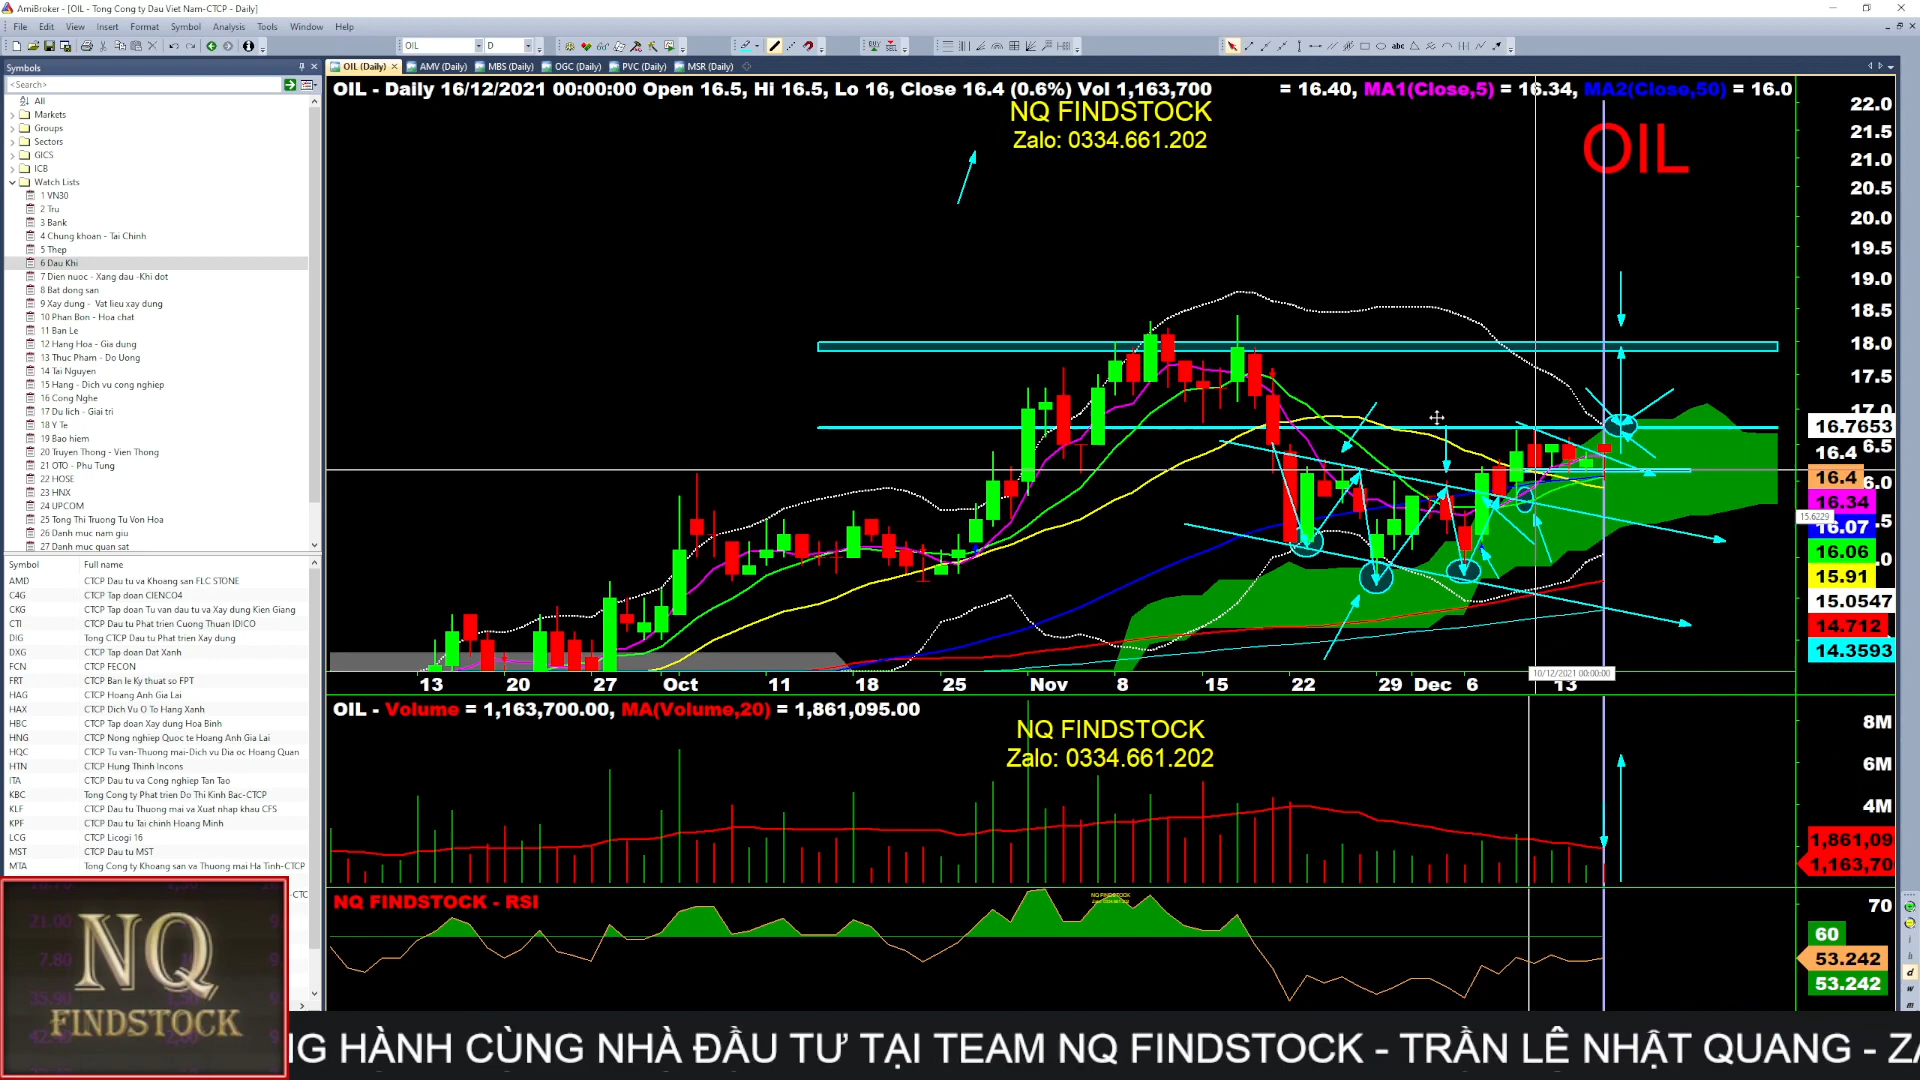 AmiBroker - [OIL - Tong Cong ty Dau Viet Nam-CTCP - Daily]
File Edit View Insert Format Symbol Analysis Tools Window Help
OIL D
Symbols
<Search>
OIL (Daily) AMV (Daily) MBS (Daily) OGC (Daily) PVC (Daily) MSR (Daily)
All
Markets
Groups
Sectors
GICS
ICB
Watch Lists
1 VN30
2 Tru
3 Bank
4 Chung khoan - Tai Chinh
5 Thep
6 Dau Khi
7 Dien nuoc - Xang dau -Khi dot
8 Bat dong san
9 Xay dung - Vat lieu xay dung
10 Phan Bon - Hoa chat
11 Ban Le
12 Hang Hoa - Gia dung
13 Thuc Pham - Do Uong
14 Tai Nguyen
15 Hang - Dich vu cong nghiep
16 Cong Nghe
17 Du lich - Giai tri
18 Y Te
19 Bao hiem
20 Truyen Thong - Vien Thong
21 OTO - Phu Tung
22 HOSE
23 HNX
24 UPCOM
25 Tong Thi Truong Tu Von Hoa
26 Danh muc nam giu
27 Danh muc quan sat
Symbol Full name
AMD CTCP Dau tu va Khoang san FLC STONE
C4G CTCP Tap doan CIENCO4
CKG CTCP Tap doan Tu van dau tu va Xay dung Kien Giang
CTI CTCP Dau tu Phat trien Cuong Thuan IDICO
DIG Tong CTCP Dau tu Phat trien Xay dung
DXG CTCP Tap doan Dat Xanh
FCN CTCP FECON
FRT CTCP Ban le Ky thuat so FPT
HAG CTCP Hoang Anh Gia Lai
HAX CTCP Dich Vu O To Hang Xanh
HBC CTCP Tap doan Xay dung Hoa Binh
HNG CTCP Nong nghiep Quoc te Hoang Anh Gia Lai
HQC CTCP Tu van-Thuong mai-Dich vu Dia oc Hoang Quan
HTN CTCP Hung Thinh Incons
ITA CTCP Dau tu va Cong nghiep Tan Tao
KBC Tong Cong ty Phat trien Do Thi Kinh Bac-CTCP
KLF CTCP Dau tu Thuong mai va Xuat nhap khau CFS
KPF CTCP Dau tu Tai chinh Hoang Minh
LCG CTCP Licogi 16
MST CTCP Dau tu MST
MTA Tong Cong ty Khoang san va Thuong mai Ha Tinh-CTCP
OIL - Daily 16/12/2021 00:00:00 Open 16.5, Hi 16.5, Lo 16, Close 16.4 (0.6%) Vol 1,163,700 = 16.40, MA1(Close,5) = 16.34, MA2(Close,50) = 16.0
NQ FINDSTOCK
Zalo: 0334.661.202
OIL
22.0
21.5
21.0
20.5
20.0
19.5
19.0
18.5
18.0
17.5
17.0
16.7653
16.4
16.4
16.34
15.6229
16.07
16.06
15.91
15.0547
14.712
14.3593
10/12/2021 00:00:00
13 20 27 Oct 11 18 25 Nov 8 15 22 29 Dec 6 13
OIL - Volume = 1,163,700.00, MA(Volume,20) = 1,861,095.00
NQ FINDSTOCK
Zalo: 0334.661.202
8M
6M
4M
1,861,09
1,163,70
NQ FINDSTOCK - RSI
70
60
53.242
53.242
NQ
FINDSTOCK
NG HÀNH CÙNG NHÀ ĐẦU TƯ TẠI TEAM NQ FINDSTOCK - TRẦN LÊ NHẬT QUANG - ZA